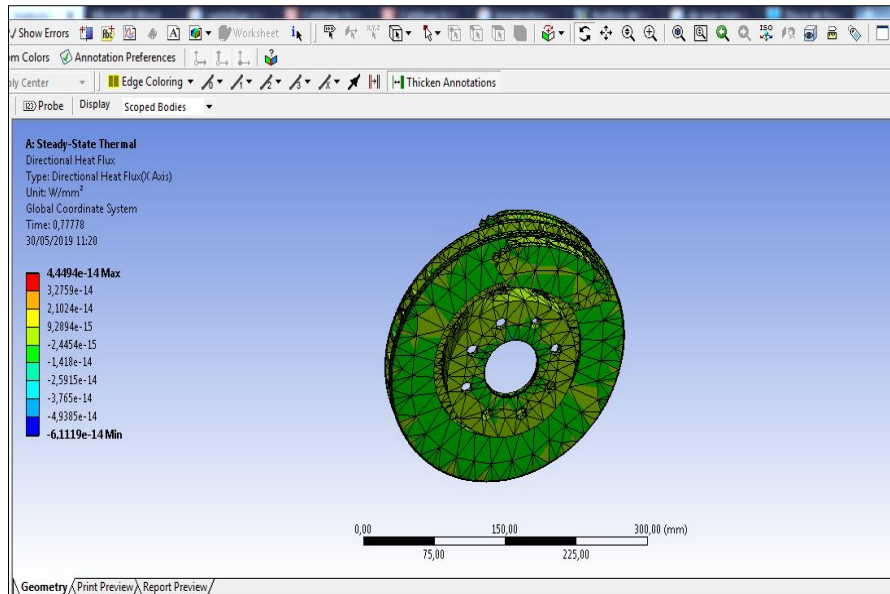 Show Errors A Worksheet
Colors Annotation Preferences
Center Edge Coloring Thicken Annotations
Probe Display Scoped Bodies
A: Steady-State Thermal
Directional Heat Flux
Type: Directional Heat Flux(X Axis)
Unit: W/mm²
Global Coordinate System
Time: 0,77778
30/05/2019 11:20
4,4494e-14 Max
3,2759e-14
2,1024e-14
9,2894e-15
-2,4454e-15
-1,418e-14
-2,5915e-14
-3,765e-14
-4,9385e-14
-6,1119e-14 Min
0,00 150,00 300,00 (mm)
75,00 225,00
Geometry Print Preview Report Preview